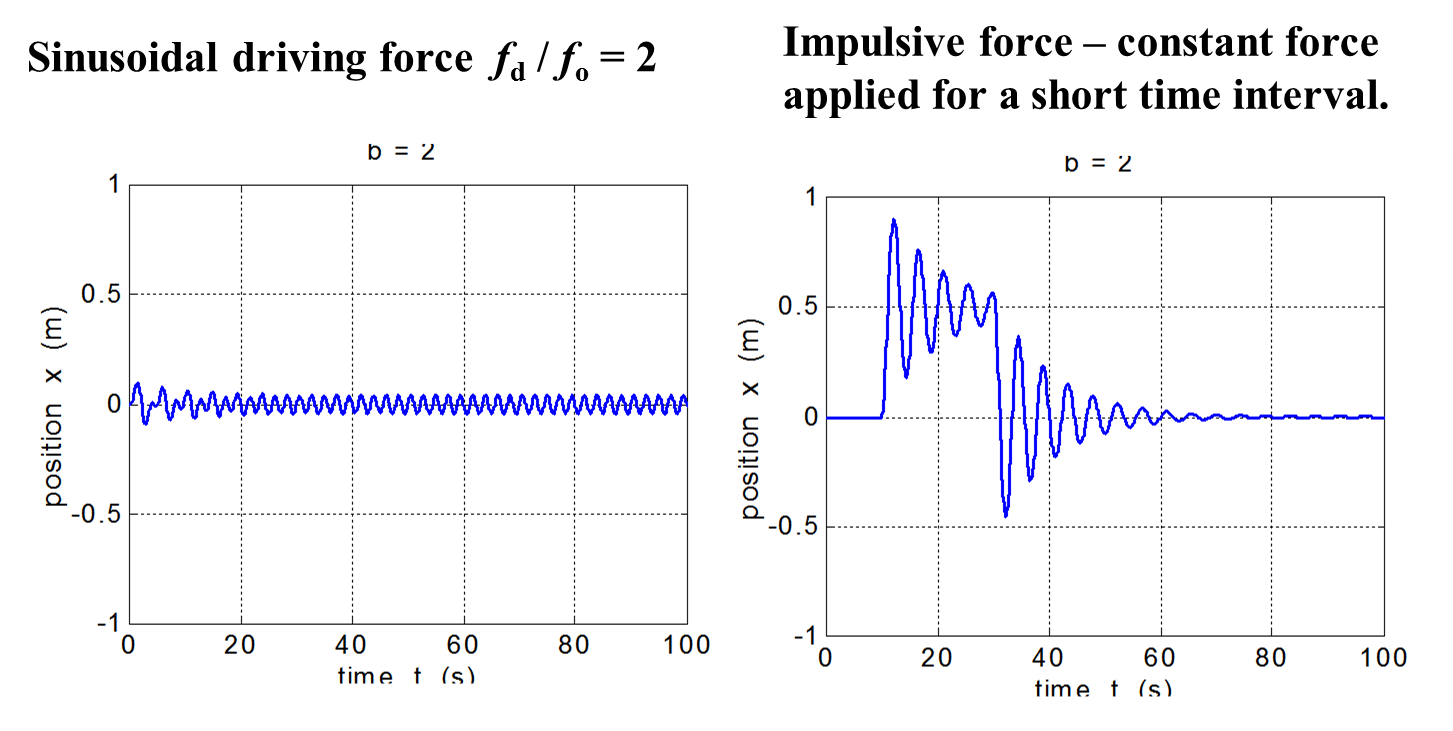 Sinusoidal driving force fd / fo = 2
Impulsive force – constant force
applied for a short time interval.
b = 2
1
0.5
0
-0.5
-1
position x (m)
0 20 40 60 80 100
time t (s)
b = 2
1
0.5
0
-0.5
-1
position x (m)
0 20 40 60 80 100
time t (s)